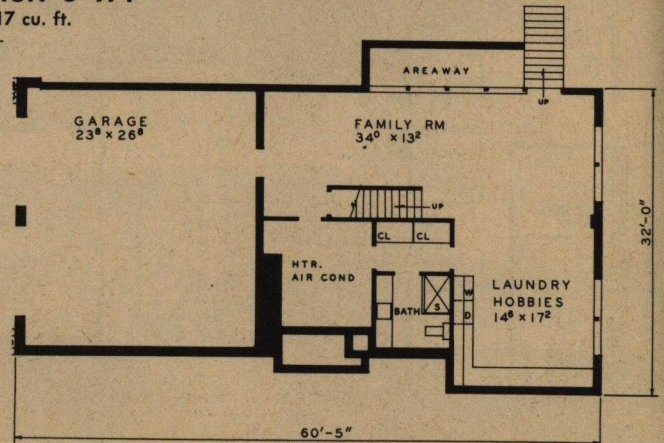 17 cu. ft.
AREAWAY
UP
GARAGE
23⁸ × 26⁸
FAMILY RM
34⁰ × 13²
UP
CL CL
HTR.
AIR COND
LAUNDRY
HOBBIES
14⁶ × 17²
W
D
S
BATH
32'-0"
60'-5"